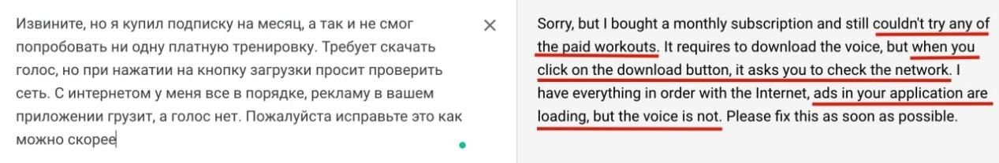 Извините, но я купил подписку на месяц, а так и не смог
попробовать ни одну платную тренировку. Требует скачать
голос, но при нажатии на кнопку загрузки просит проверить
сеть. С интернетом у меня все в порядке, рекламу в вашем
приложении грузит, а голос нет. Пожалуйста исправьте это как
можно скорее
Sorry, but I bought a monthly subscription and still couldn't try any of
the paid workouts. It requires to download the voice, but when you
click on the download button, it asks you to check the network. I
have everything in order with the Internet, ads in your application are
loading, but the voice is not. Please fix this as soon as possible.